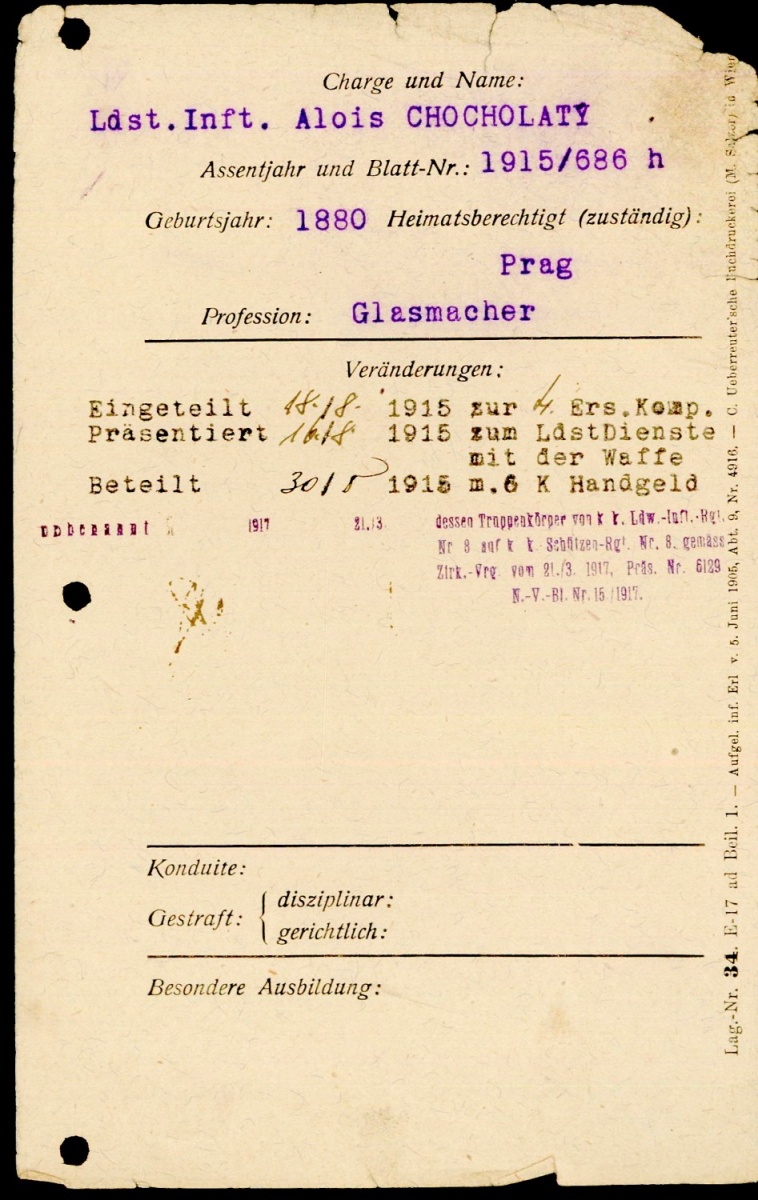 Charge und Name:
Ldst.Inft. Alois CHOCHOLATÝ
Assentjahr und Blatt-Nr.: 1915/686 h
Geburtsjahr: 1880 Heimatsberechtigt (zuständig):
Prag
Profession: Glasmacher
Veränderungen:
Eingeteilt 18./8. 1915 zur 4. Ers.Komp.
Präsentiert 16/8 1915 zum LdstDienste
mit der Waffe
Beteilt 30/8 1915 m.6 K Handgeld
unbenannt 1917 21./3. dessen Truppenkörper von k. k. Ldw.-Inft.-Rgt.
Nr 8 auf k. k. Schützen-Rgt. Nr. 8. gemäss
Zirk.-Vrg. vom 21./3. 1917, Präs. Nr. 6129
N.-V.-Bl. Nr. 15/1917.
Konduite:
Gestraft: { disziplinar:
gerichtlich:
Besondere Ausbildung:
Lag.-Nr. 34. E-17 ad Beil. 1. — Aufgel. inf. Erl v. 5. Juni 1905, Abt. 9, Nr. 4916. — C. Ueberreuter'sche Buchdruckerei (M. Salzer) in Wien